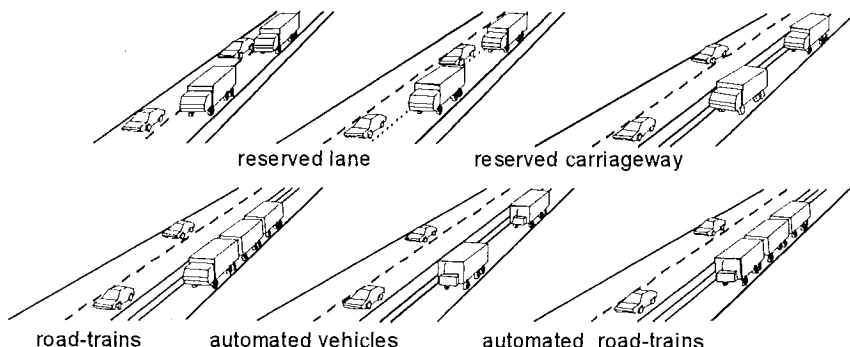 reserved lane
reserved carriageway
road-trains
automated vehicles
automated road-trains